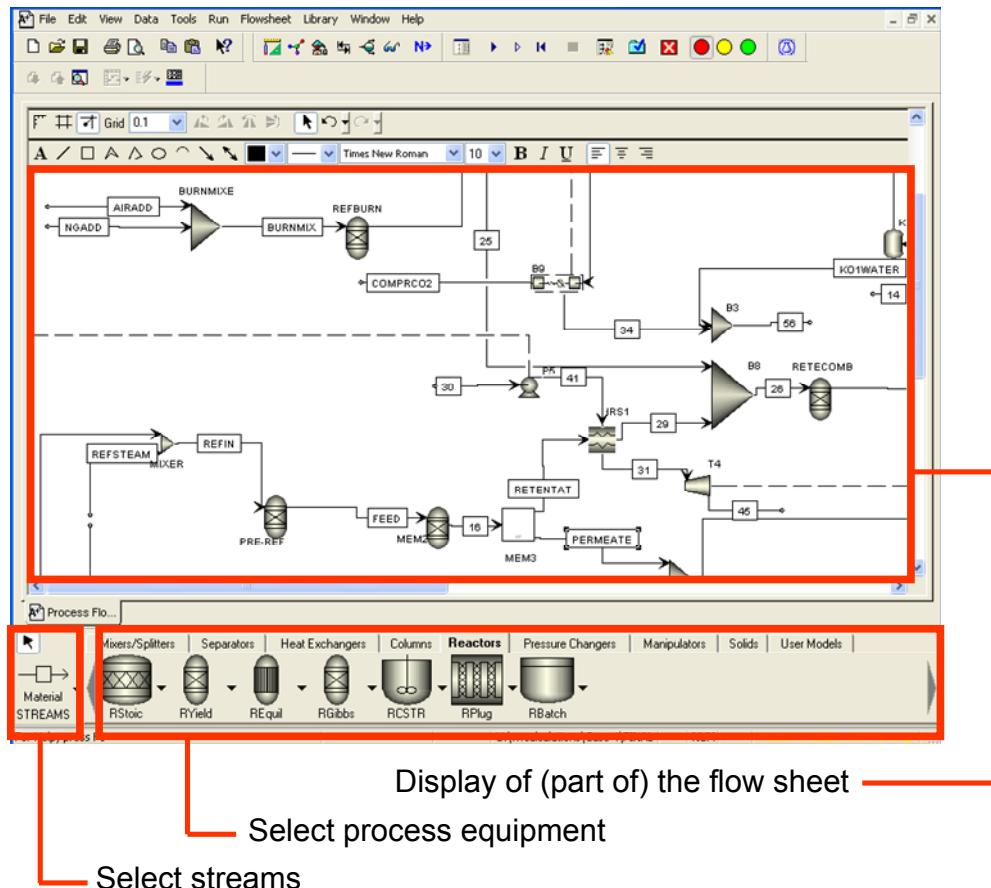 File Edit View Data Tools Run Flowsheet Library Window Help
N>
Grid 0.1
A Times New Roman 10 B I U
BURNMIXE
AIRADD
REFBURN
NGADD
BURNMIX
25
K
B9
KO1WATER
COMPRCO2
14
B3
34
56
P5
41
B8
RETECOMB
30
26
HRS1
29
REFIN
REFSTEAM
MIXER
31
T4
RETENTAT
45
FEED
16
PRE-REF
MEM2
PERMEATE
MEM3
Process Flo...
Mixers/Splitters Separators Heat Exchangers Columns Reactors Pressure Changers Manipulators Solids User Models
Material
STREAMS
RStoic RYield REquil RGibbs RCSTR RPlug RBatch
Display of (part of) the flow sheet
Select process equipment
Select streams